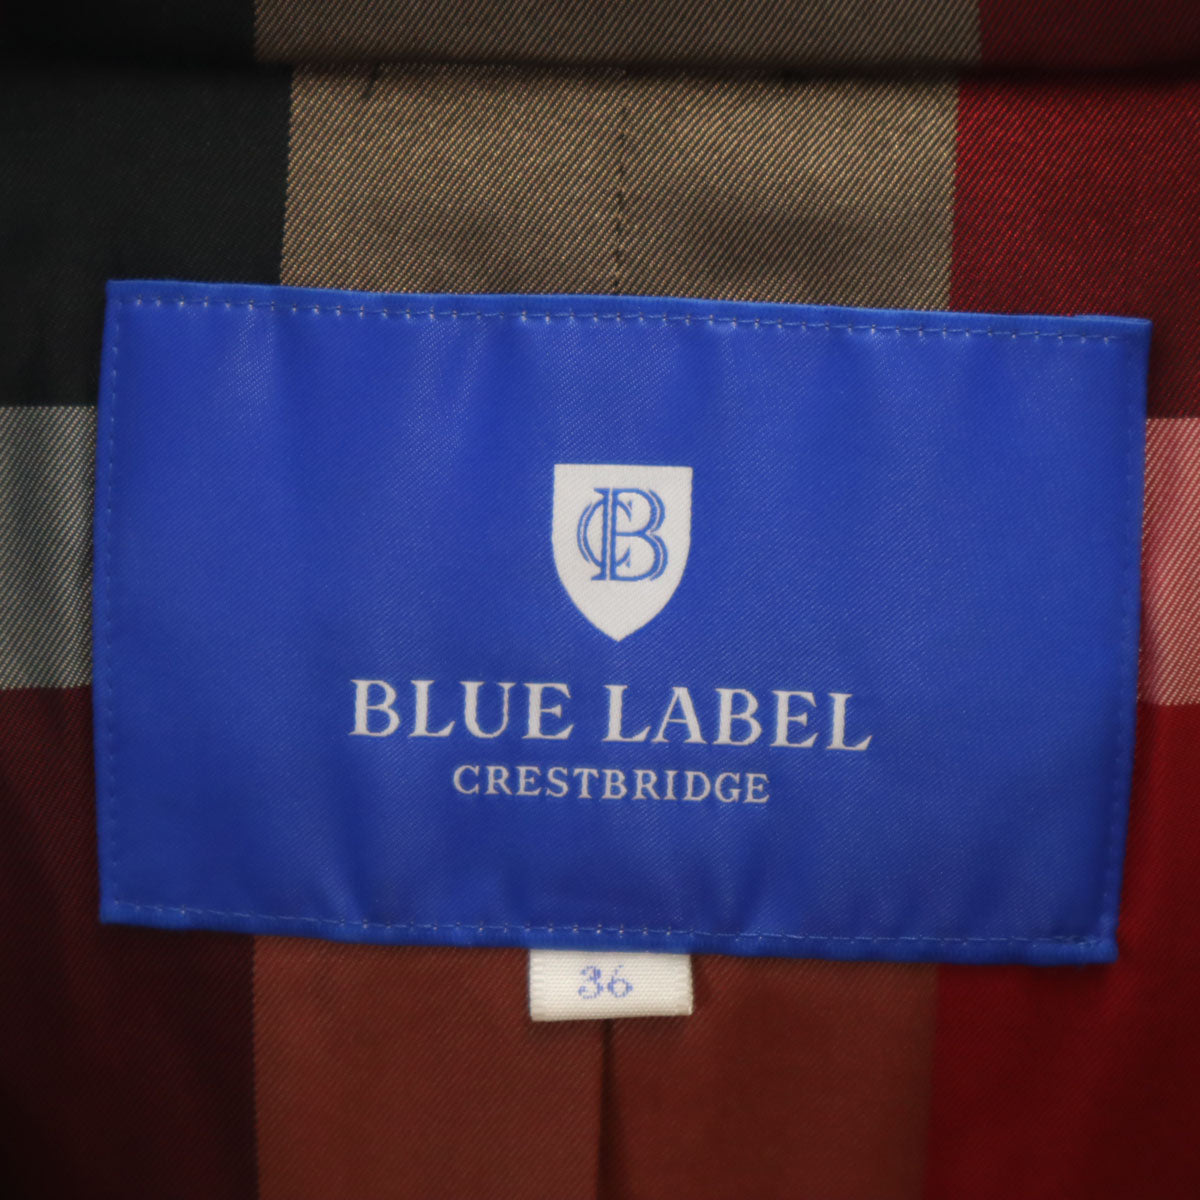 CB
BLUE LABEL
CRESTBRIDGE
36